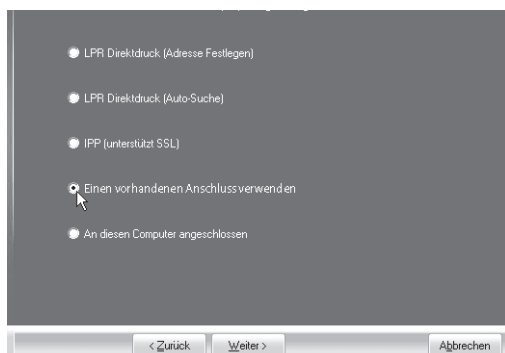 LPR Direktdruck (Adresse Festlegen)
LPR Direktdruck (Auto-Suche)
IPP (unterstützt SSL)
Einen vorhandenen Anschluss verwenden
An diesen Computer angeschlossen
< Zurück Weiter > Abbrechen